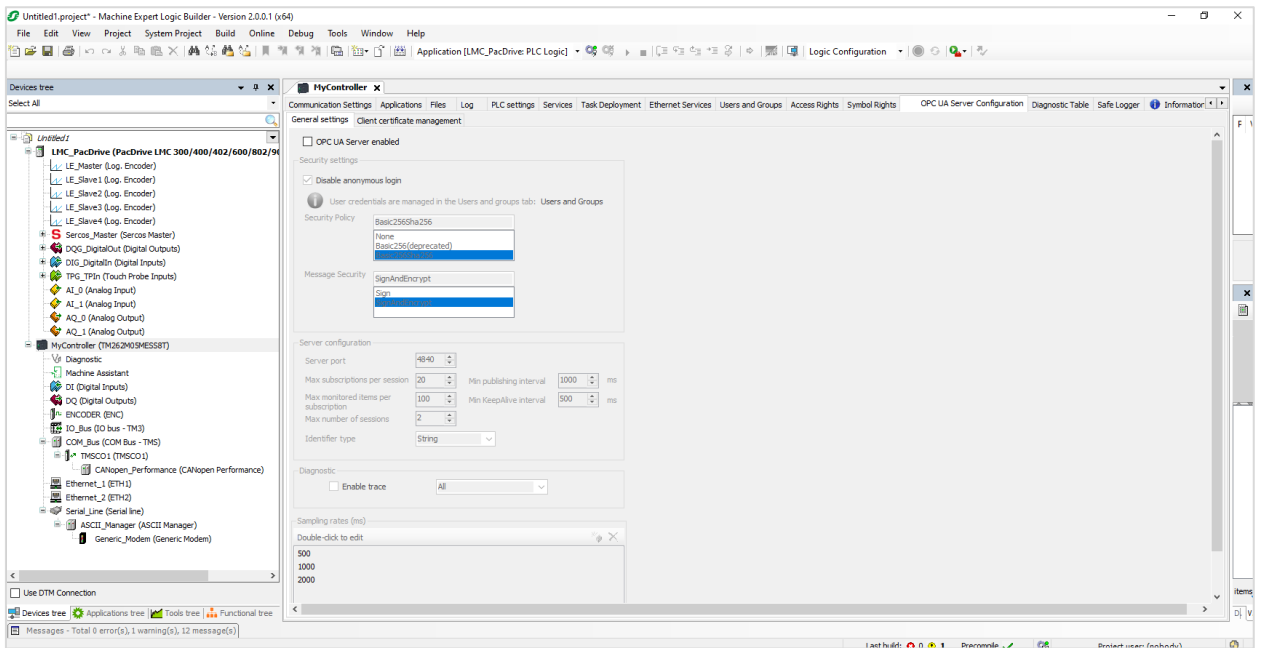 Untitled1.project* - Machine Expert Logic Builder - Version 2.0.0.1 (x64)
File Edit View Project System Project Build Online Debug Tools Window Help
Application [LMC_PacDrive: PLC Logic]
Logic Configuration
Devices tree
Select All
Untitled1
LMC_PacDrive (PacDrive LMC 300/400/402/600/802/90
LE_Master (Log. Encoder)
LE_Slave1 (Log. Encoder)
LE_Slave2 (Log. Encoder)
LE_Slave3 (Log. Encoder)
LE_Slave4 (Log. Encoder)
Sercos_Master (Sercos Master)
DQG_DigitalOut (Digital Outputs)
DIG_DigitalIn (Digital Inputs)
TPG_TPIn (Touch Probe Inputs)
AI_0 (Analog Input)
AI_1 (Analog Input)
AQ_0 (Analog Output)
AQ_1 (Analog Output)
MyController (TM262M05MESS8T)
Diagnostic
Machine Assistant
DI (Digital Inputs)
DQ (Digital Outputs)
ENCODER (ENC)
IO_Bus (IO bus - TM3)
COM_Bus (COM Bus - TMS)
TMSCO1 (TMSCO1)
CANopen_Performance (CANopen Performance)
Ethernet_1 (ETH1)
Ethernet_2 (ETH2)
Serial_Line (Serial line)
ASCII_Manager (ASCII Manager)
Generic_Modem (Generic Modem)
Use DTM Connection
Devices tree Applications tree Tools tree Functional tree
MyController
Communication Settings Applications Files Log PLC settings Services Task Deployment Ethernet Services Users and Groups Access Rights Symbol Rights OPC UA Server Configuration Diagnostic Table Safe Logger Information
General settings Client certificate management
OPC UA Server enabled
Security settings
Disable anonymous login
User credentials are managed in the Users and groups tab: Users and Groups
Security Policy Basic256Sha256
None
Basic256(deprecated)
Message Security SignAndEncrypt
Sign
Server configuration
Server port 4840
Max subscriptions per session 20 Min publishing interval 1000 ms
Max monitored items per subscription 100 Min KeepAlive interval 500 ms
Max number of sessions 2
Identifier type String
Diagnostic
Enable trace All
Sampling rates (ms)
Double-click to edit
500
1000
2000
items
Messages - Total 0 error(s), 1 warning(s), 12 message(s)
Last build: 0 1 Precompile Project user: (nobody)